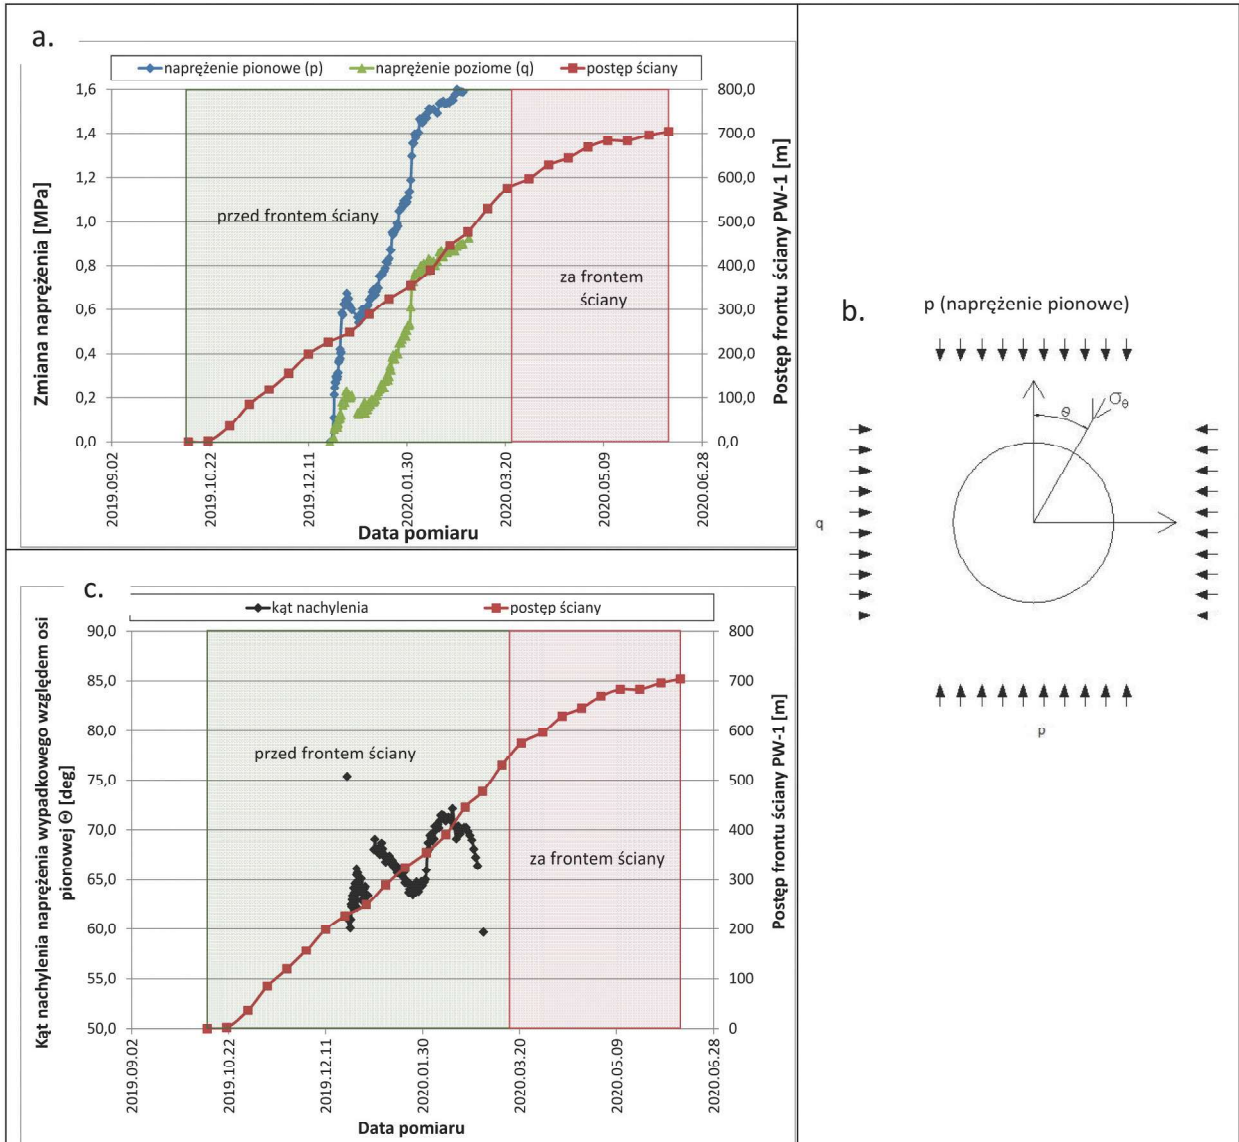 a.
naprężenie pionowe (p) naprężenie poziome (q) postęp ściany
Zmiana naprężenia [MPa]
1,6
1,4
1,2
1,0
0,8
0,6
0,4
0,2
0,0
przed frontem ściany
za frontem
ściany
800,0
700,0
600,0
500,0
400,0
300,0
200,0
100,0
0,0
Postęp frontu ściany PW-1 [m]
2019.09.02
2019.10.22
2019.12.11
2020.01.30
2020.03.20
2020.05.09
2020.06.28
Data pomiaru
b.
p (naprężenie pionowe)
θ
σθ
q
p
c.
kąt nachylenia postęp ściany
Kąt nachylenia naprężenia wypadkowego względem osi
pionowej Θ [deg]
90,0
85,0
80,0
75,0
70,0
65,0
60,0
55,0
50,0
przed frontem ściany
za frontem ściany
800
700
600
500
400
300
200
100
0
Postęp frontu ściany PW-1 [m]
2019.09.02
2019.10.22
2019.12.11
2020.01.30
2020.03.20
2020.05.09
2020.06.28
Data pomiaru